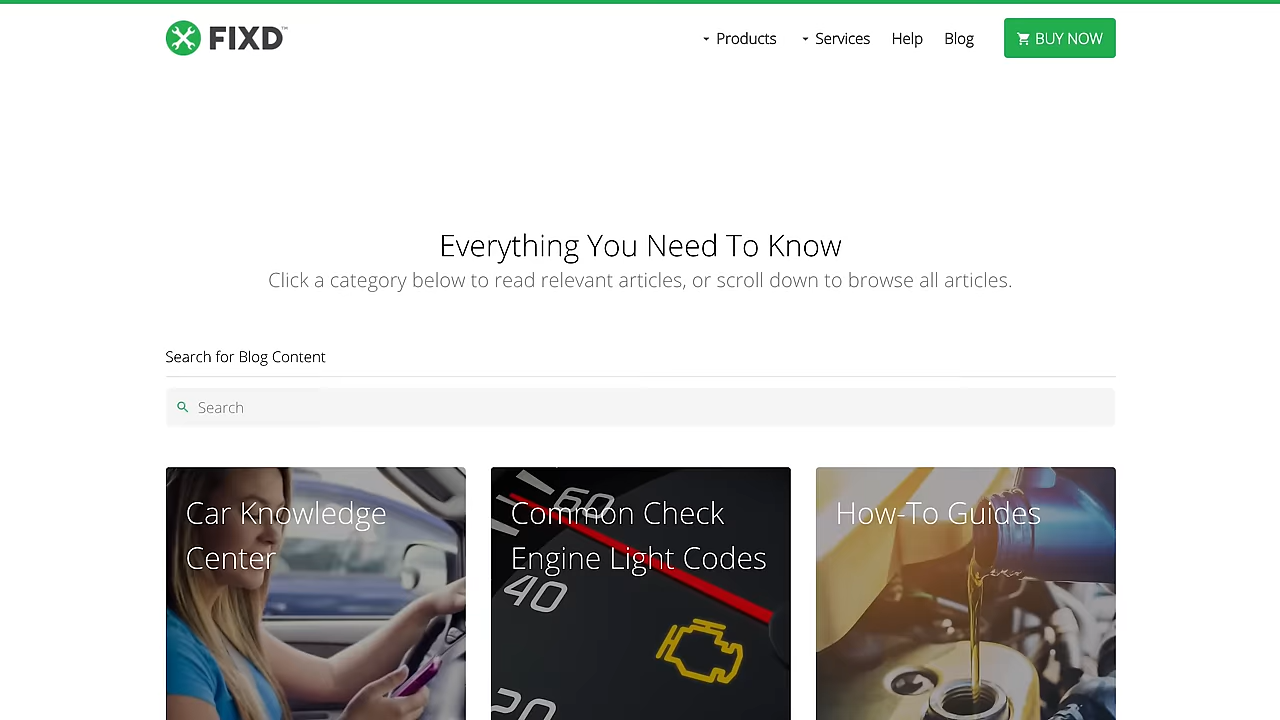 FIXD™
Products Services Help Blog BUY NOW
Everything You Need To Know
Click a category below to read relevant articles, or scroll down to browse all articles.
Search for Blog Content
Search
Car Knowledge
Center
Common Check
Engine Light Codes
How-To Guides
60
40
20